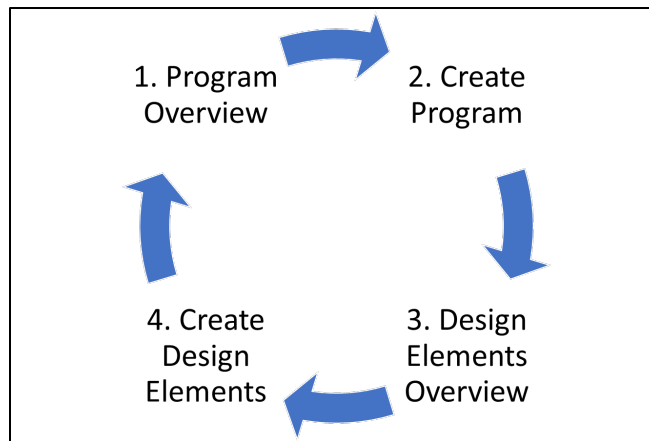 1. Program
Overview
2. Create
Program
3. Design
Elements
Overview
4. Create
Design
Elements